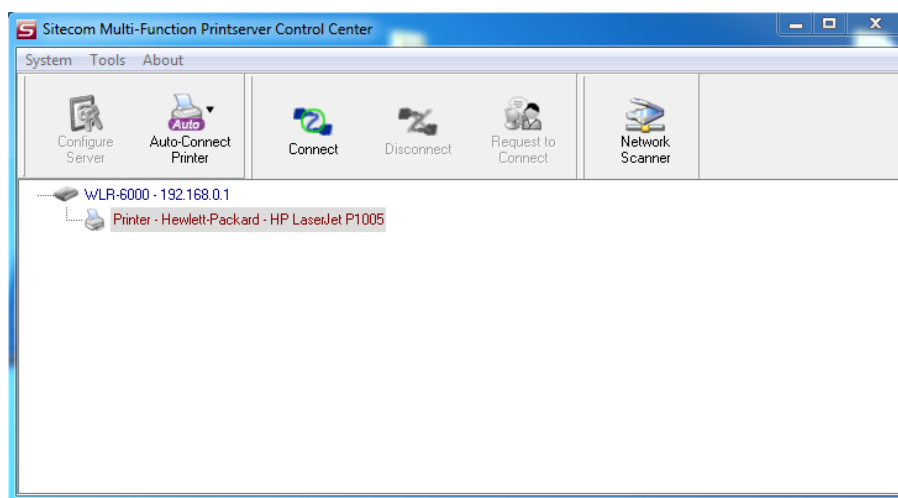 Sitecom Multi-Function Printserver Control Center
System Tools About
Configure Server
Auto
Auto-Connect Printer
Connect
Disconnect
Request to Connect
Network Scanner
WLR-6000 - 192.168.0.1
Printer - Hewlett-Packard - HP LaserJet P1005